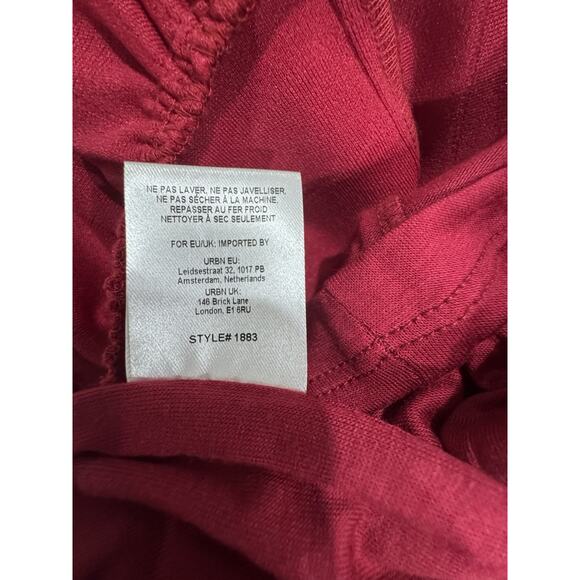 NE PAS LAVER, NE PAS JAVELLISER,
NE PAS SÉCHER À LA MACHINE,
REPASSER AU FER FROID
NETTOYER À SEC SEULEMENT
FOR EU/UK: IMPORTED BY
URBN EU:
Leidsestraat 32, 1017 PB
Amsterdam, Netherlands
URBN UK:
146 Brick Lane
London, E1 6RU
STYLE# 1883